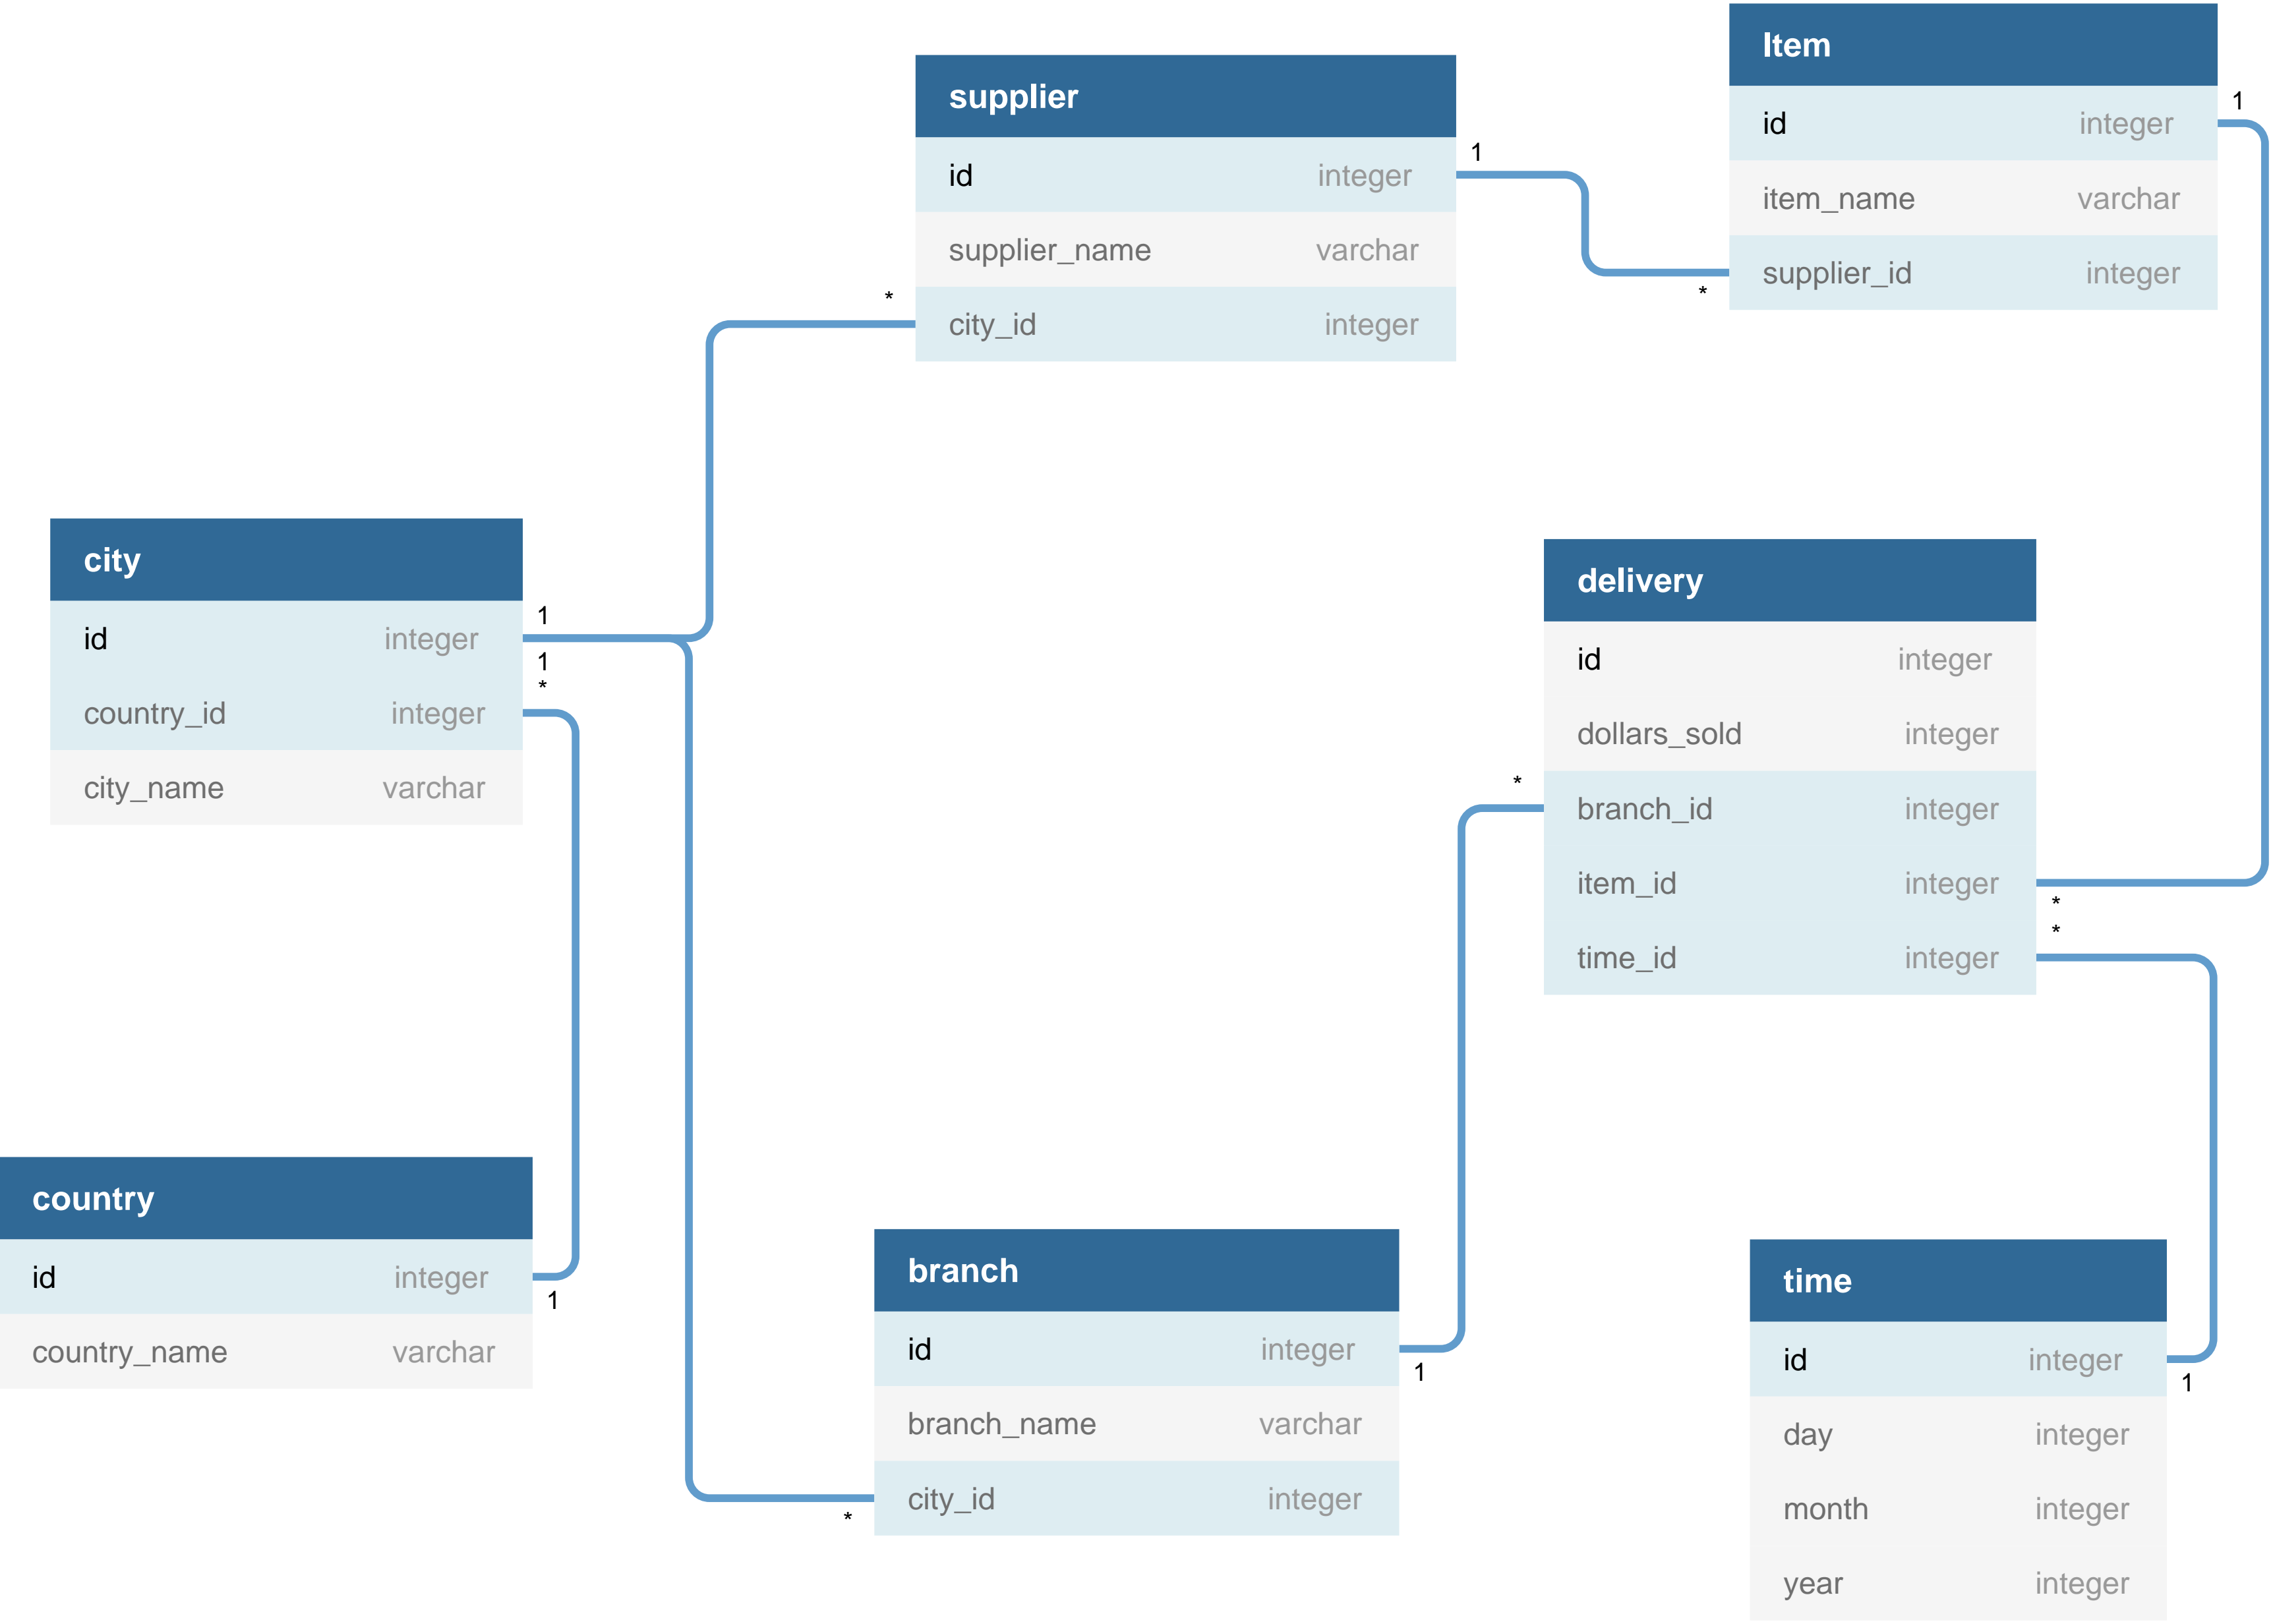 Item
id integer
item_name varchar
supplier_id integer
1
supplier
id integer
supplier_name varchar
city_id integer
1
*
*
city
id integer
country_id integer
city_name varchar
1
1
*
delivery
id integer
dollars_sold integer
branch_id integer
item_id integer
time_id integer
*
*
*
country
id integer
country_name varchar
1
branch
id integer
branch_name varchar
city_id integer
1
*
time
id integer
day integer
month integer
year integer
1